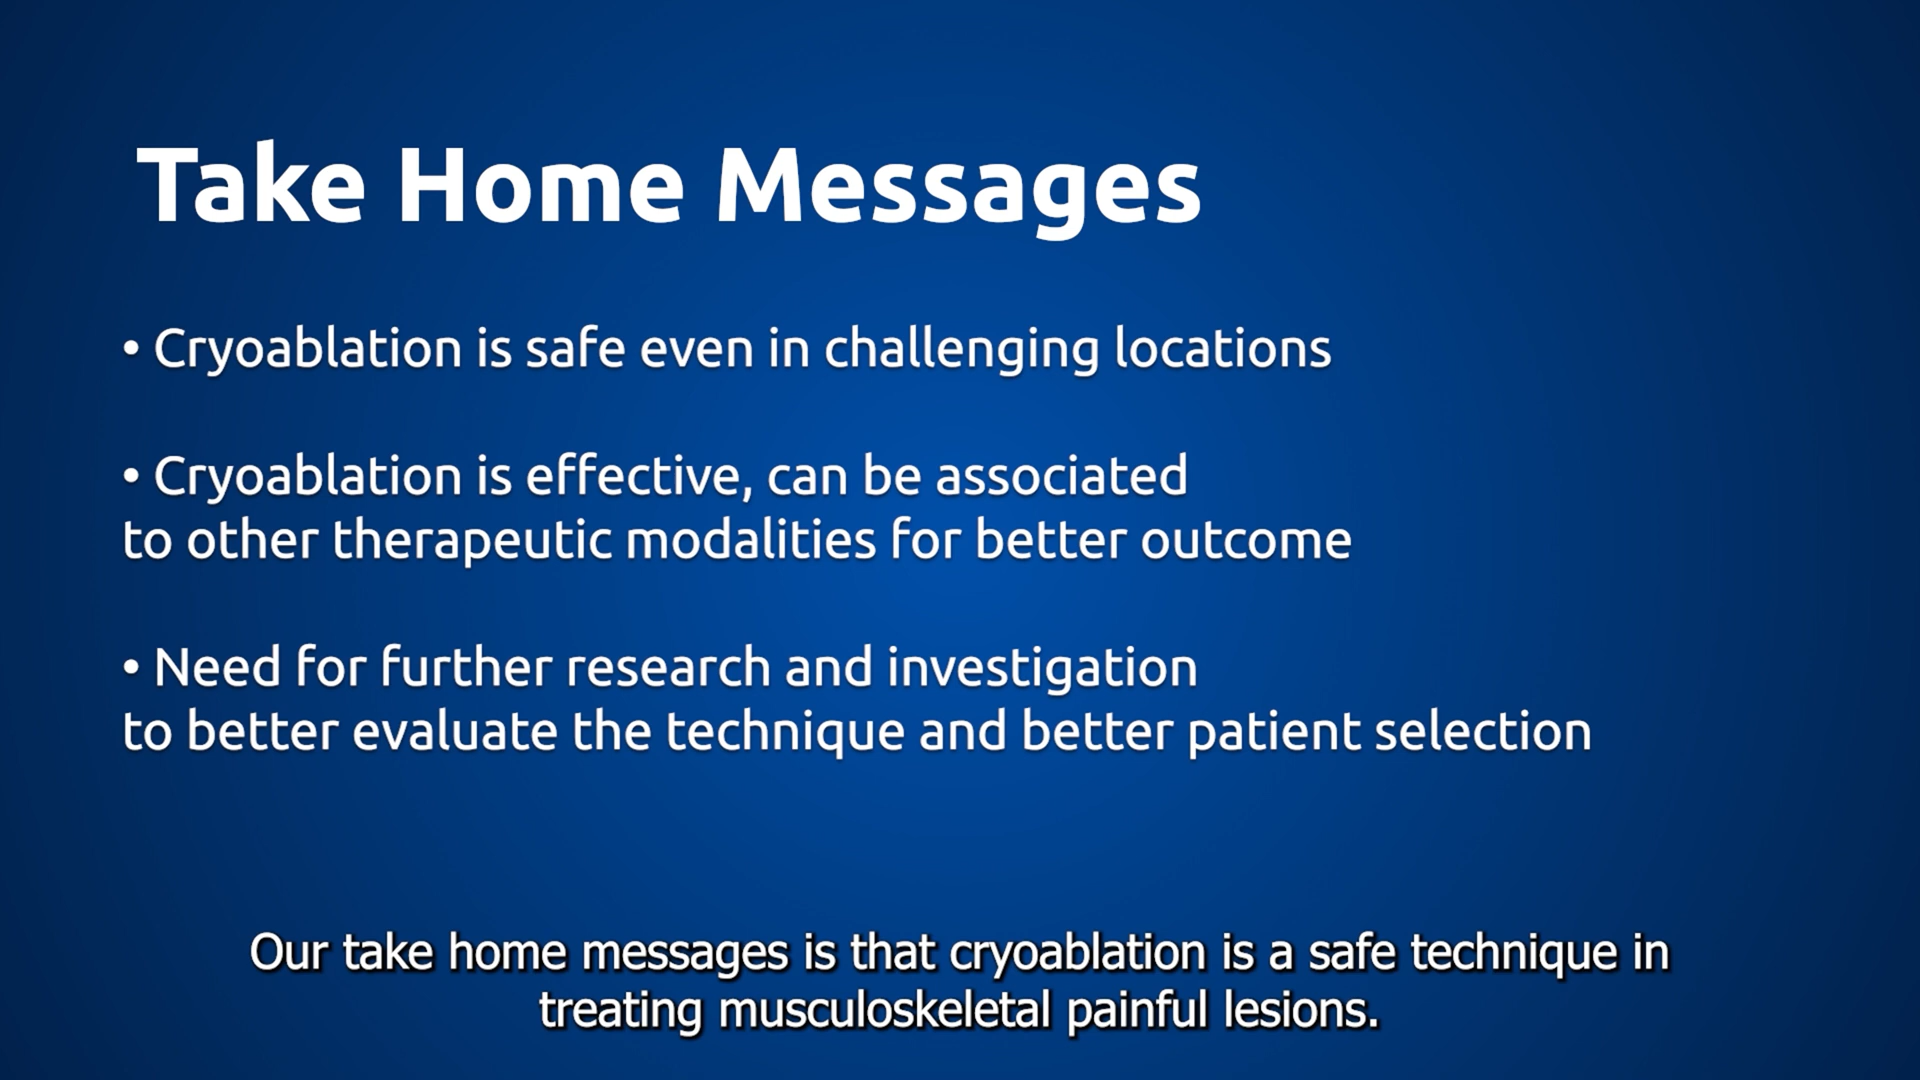 Take Home Messages
• Cryoablation is safe even in challenging locations
• Cryoablation is effective, can be associated
to other therapeutic modalities for better outcome
• Need for further research and investigation
to better evaluate the technique and better patient selection
Our take home messages is that cryoablation is a safe technique in
treating musculoskeletal painful lesions.